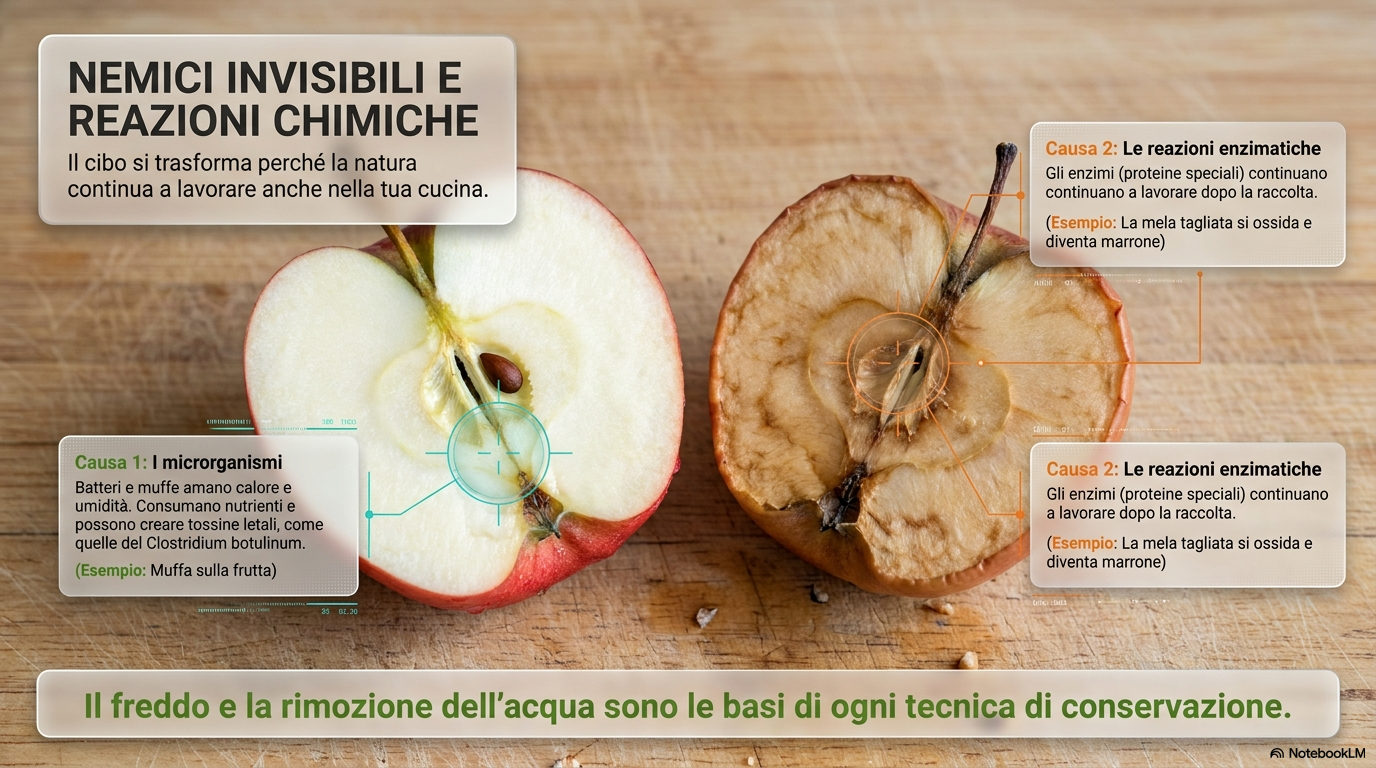 NEMICI INVISIBILI E
REAZIONI CHIMICHE
Il cibo si trasforma perché la natura
continua a lavorare anche nella tua cucina.
Causa 1: I microrganismi
Batteri e muffe amano calore e
umidità. Consumano nutrienti e
possono creare tossine letali, come
quelle del Clostridium botulinum.
(Esempio: Muffa sulla frutta)
Causa 2: Le reazioni enzimatiche
Gli enzimi (proteine speciali) continuano
continuano a lavorare dopo la raccolta.
(Esempio: La mela tagliata si ossida e
diventa marrone)
Causa 2: Le reazioni enzimatiche
Gli enzimi (proteine speciali) continuano
a lavorare dopo la raccolta.
(Esempio: La mela tagliata si ossida e
diventa marrone)
Il freddo e la rimozione dell'acqua sono le basi di ogni tecnica di conservazione.
NotebookLM